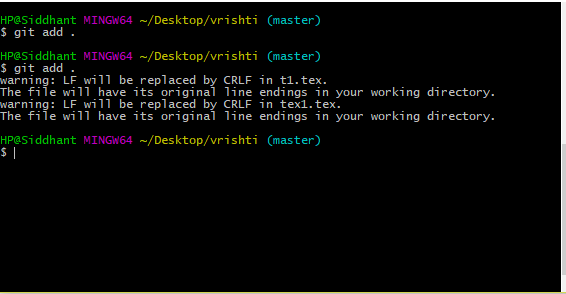 HP@Siddhant MINGW64 ~/Desktop/vrishti (master)
$ git add .
HP@Siddhant MINGW64 ~/Desktop/vrishti (master)
$ git add .
warning: LF will be replaced by CRLF in t1.tex.
The file will have its original line endings in your working directory.
warning: LF will be replaced by CRLF in tex1.tex.
The file will have its original line endings in your working directory.
HP@Siddhant MINGW64 ~/Desktop/vrishti (master)
$